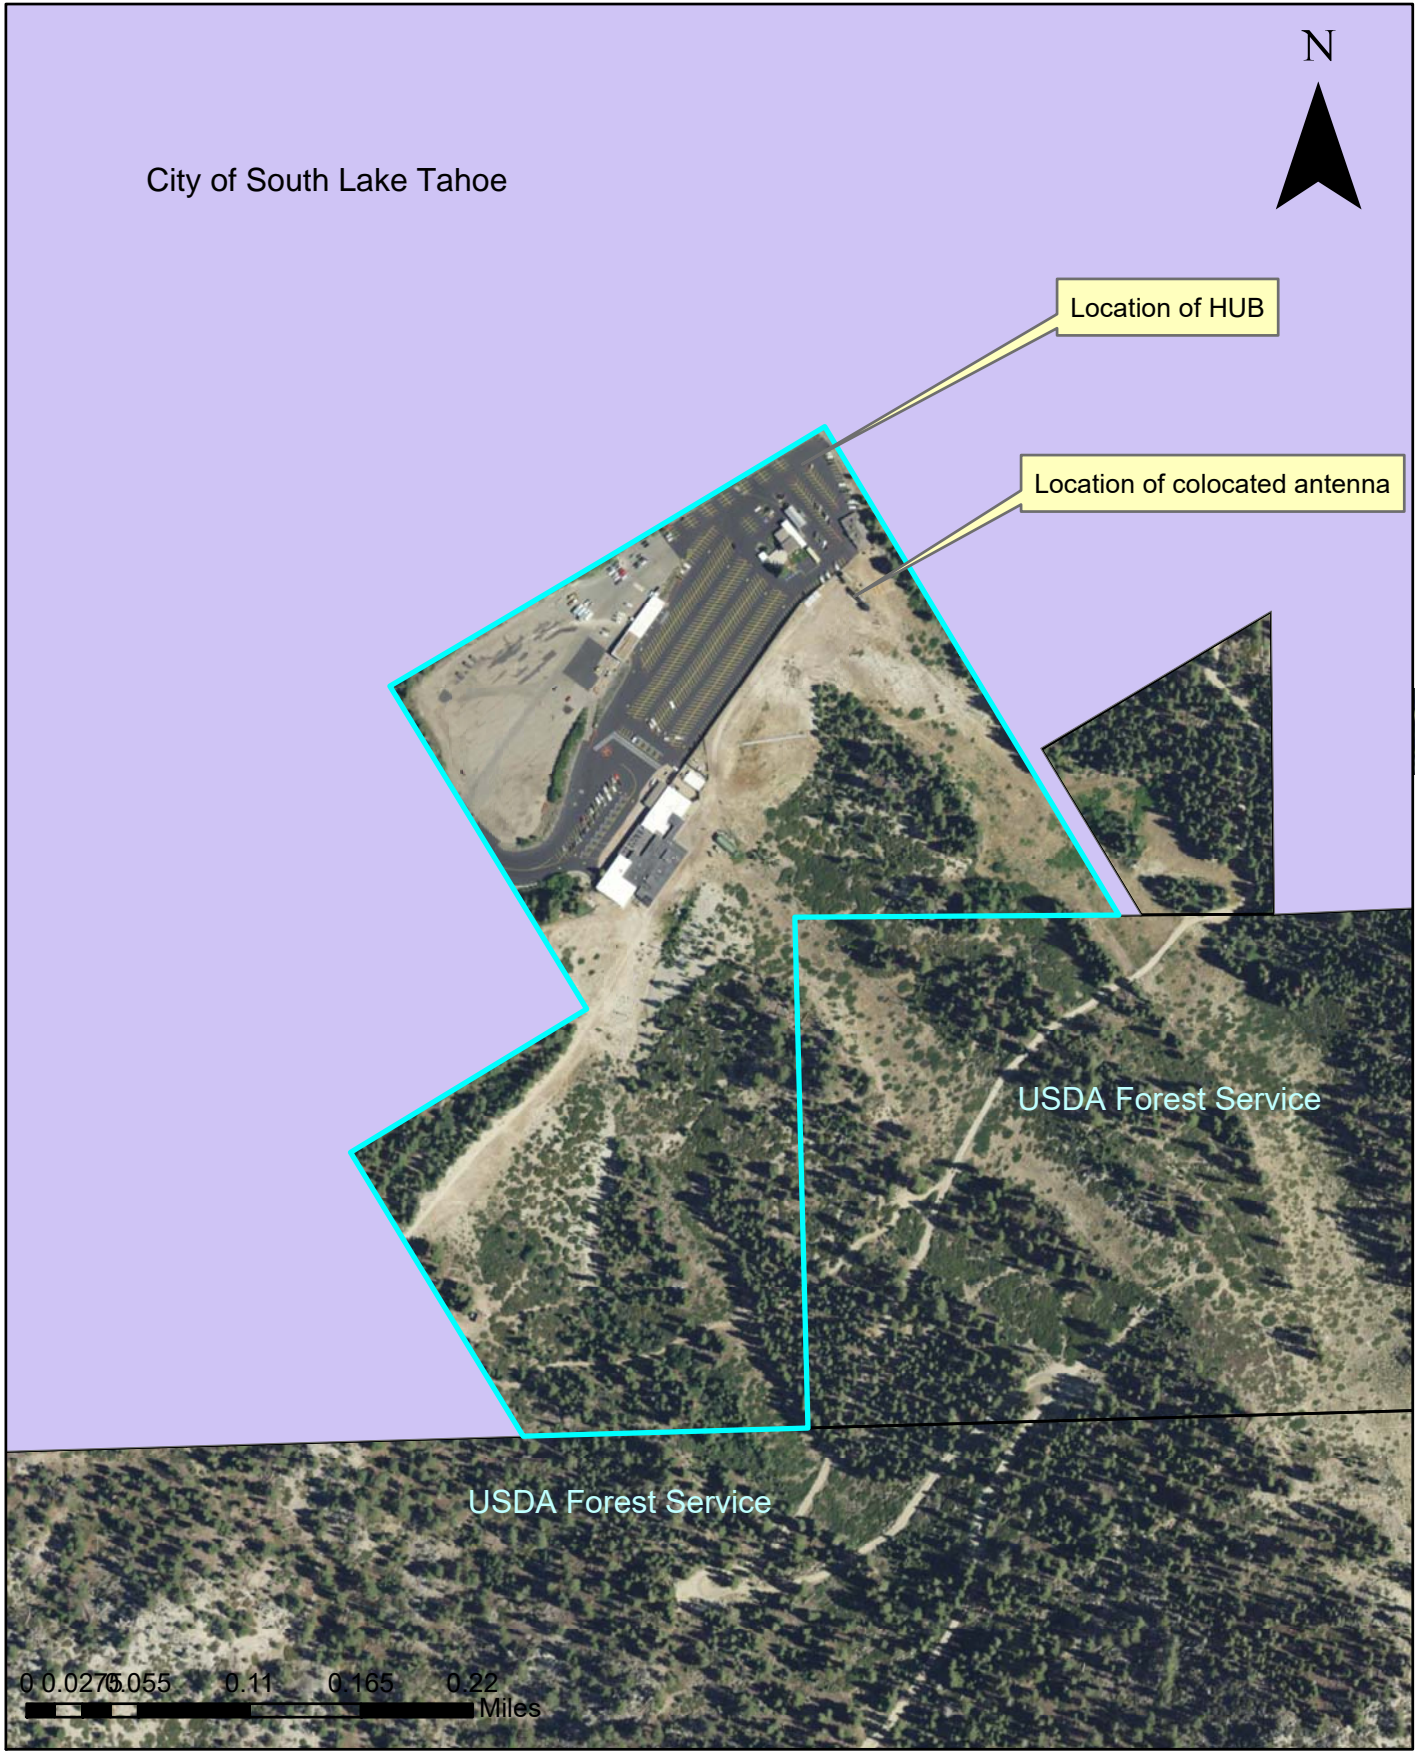 N
City of South Lake Tahoe
Location of HUB
Location of colocated antenna
USDA Forest Service
USDA Forest Service
0 0.0275 0.055 0.11 0.165 0.22
Miles